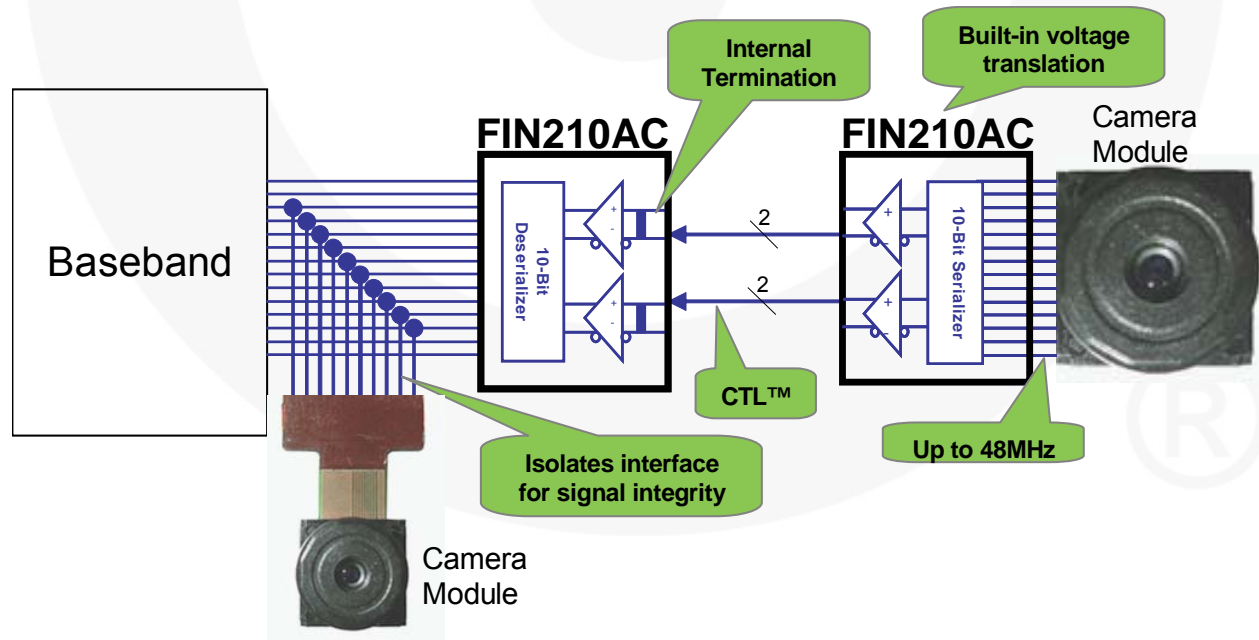 Internal
Termination
Built-in voltage
translation
Camera
Module
FIN210AC
FIN210AC
Baseband
10-Bit
Deserializer
+
-
+
-
2
2
10-Bit Serializer
+
-
+
-
CTL™
Up to 48MHz
Isolates interface
for signal integrity
Camera
Module
®